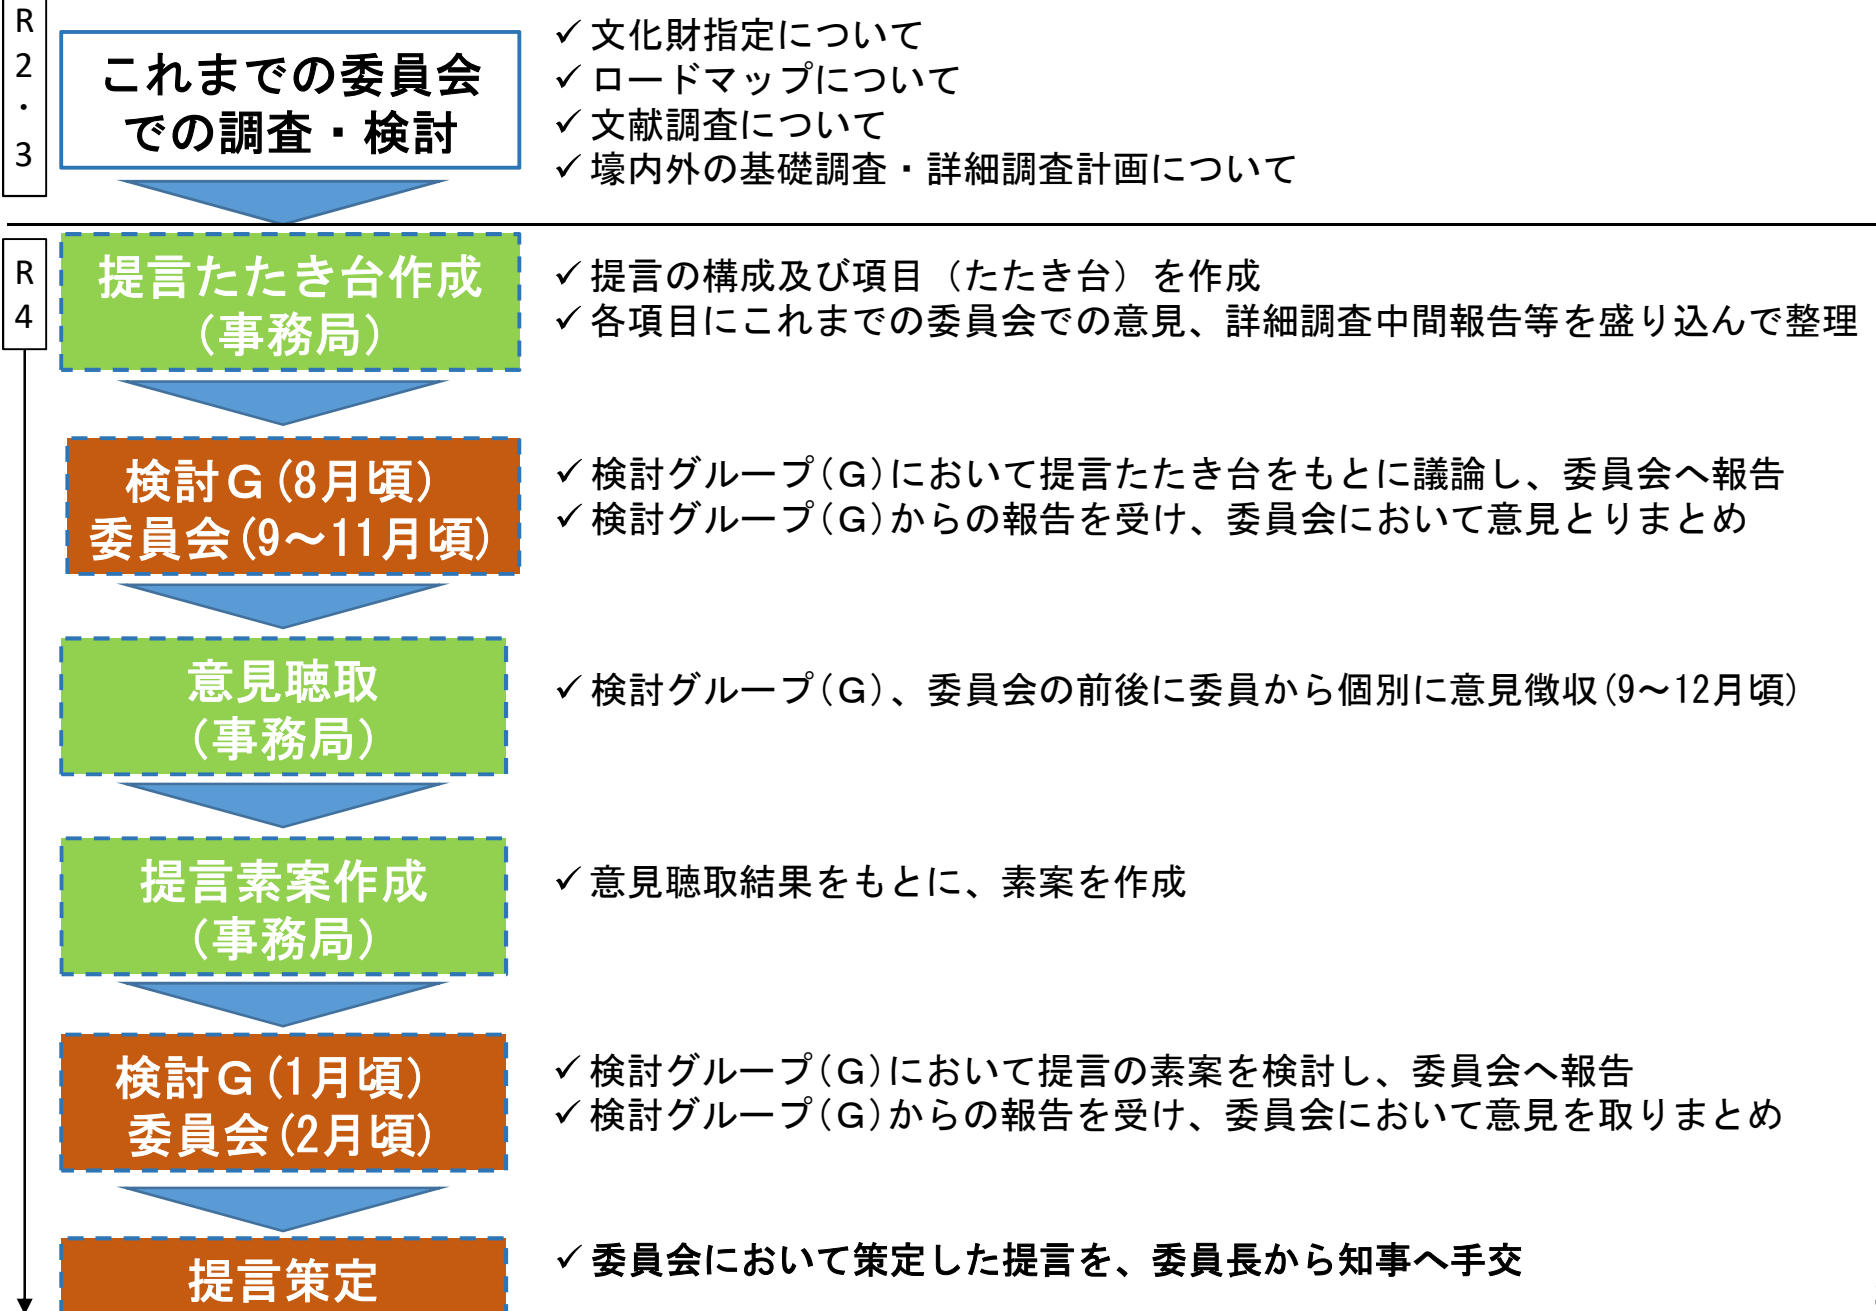 R2・3
これまでの委員会
での調査・検討
✓文化財指定について
✓ロードマップについて
✓文献調査について
✓壕内外の基礎調査・詳細調査計画について
R4
提言たたき台作成
(事務局)
✓提言の構成及び項目（たたき台）を作成
✓各項目にこれまでの委員会での意見、詳細調査中間報告等を盛り込んで整理
検討Ｇ(8月頃)
委員会(9～11月頃)
✓検討グループ(Ｇ)において提言たたき台をもとに議論し、委員会へ報告
✓検討グループ(Ｇ)からの報告を受け、委員会において意見とりまとめ
意見聴取
(事務局)
✓検討グループ(Ｇ)、委員会の前後に委員から個別に意見徴収(9～12月頃)
提言素案作成
(事務局)
✓意見聴取結果をもとに、素案を作成
検討Ｇ(1月頃)
委員会(2月頃)
✓検討グループ(Ｇ)において提言の素案を検討し、委員会へ報告
✓検討グループ(Ｇ)からの報告を受け、委員会において意見を取りまとめ
提言策定
✓委員会において策定した提言を、委員長から知事へ手交